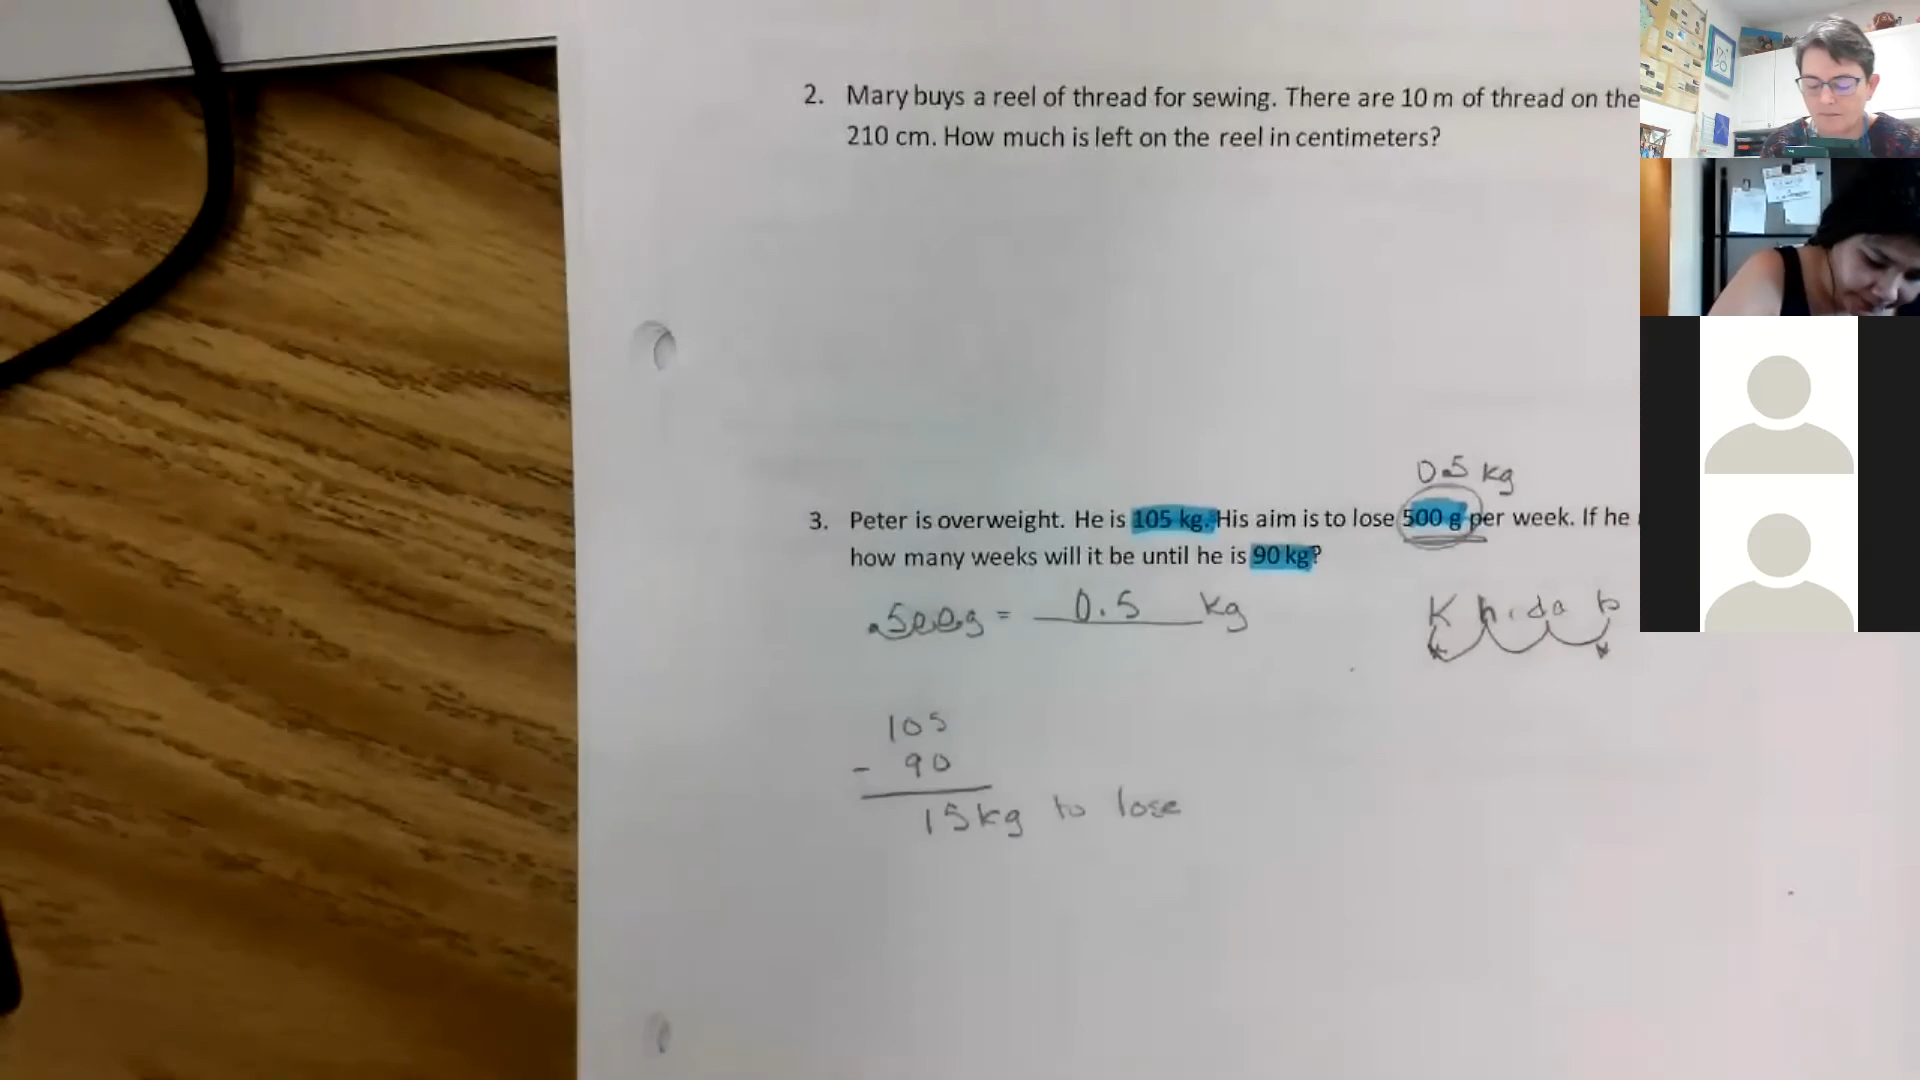 2. Mary buys a reel of thread for sewing. There are 10 m of thread on the
210 cm. How much is left on the reel in centimeters?
0.5 kg
3. Peter is overweight. He is 105 kg. His aim is to lose 500 g per week. If he
how many weeks will it be until he is 90 kg?
500g = 0.5 kg
K h . da b
105
- 90
15kg to lose